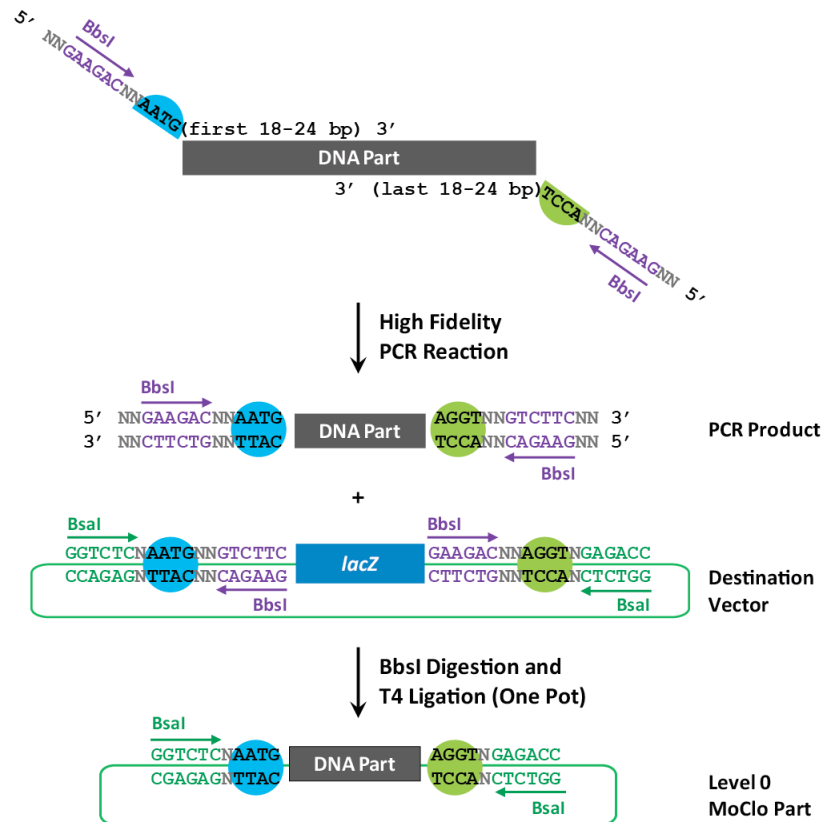 5′ NNGAAGACNNAATG(first 18-24 bp) 3′
BbsI
DNA Part
3′ (last 18-24 bp)TCCANNCAGAAGNN 5′
BbsI
High Fidelity
PCR Reaction
BbsI
5′ NNGAAGACNNAATG DNA Part AGGTNNGTCTTCNN 3′
3′ NNCTTCTGNNTTAC TCCANNCAGAAGNN 5′
BbsI
PCR Product
+
BsaI BbsI
GGTCTCNAATGNNGTCTTC lacZ GAAGACNNAGGTNGAGACC
CCAGAGNTTACNNCAGAAG CTTCTGNNTCCANCTCTGG
BbsI BsaI
Destination
Vector
BbsI Digestion and
T4 Ligation (One Pot)
BsaI
GGTCTCNAATG DNA Part AGGTNGAGACC
CGAGAGNTTAC TCCANCTCTGG
BsaI
Level 0
MoClo Part